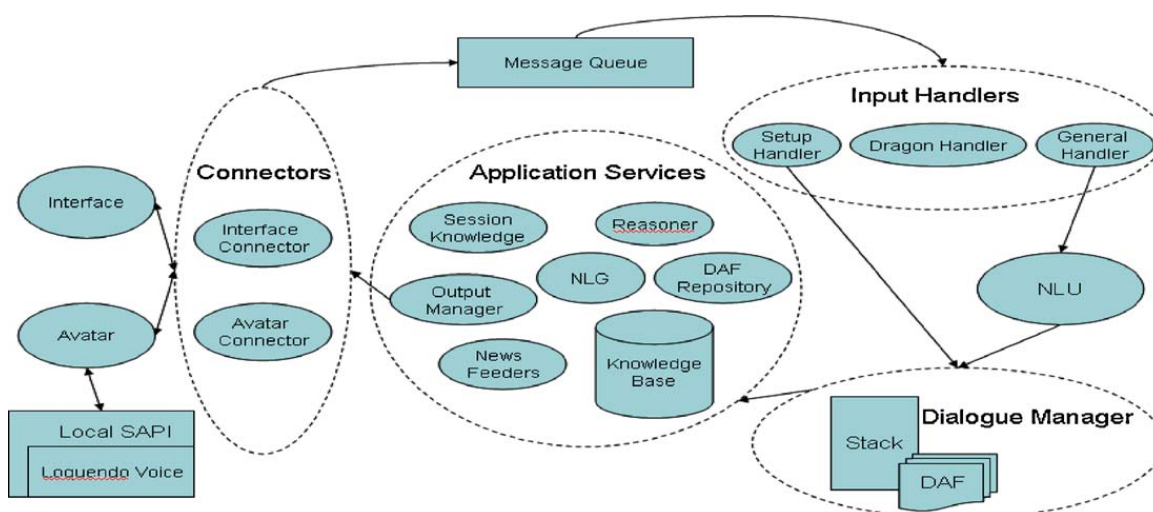 Message Queue
Input Handlers
Setup
Handler
Dragon Handler
General
Handler
Connectors
Application Services
Interface
Interface
Connector
Session
Knowledge
Reasoner
NLG
DAF
Repository
NLU
Output
Manager
Avatar
Avatar
Connector
News
Feeders
Knowledge
Base
Dialogue Manager
Stack
DAF
Local SAPI
Loquendo Voice